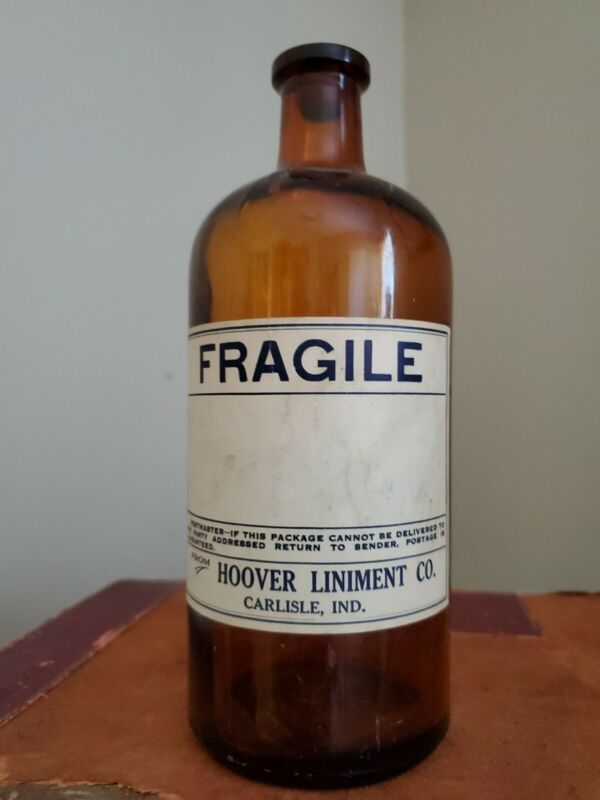 FRAGILE
POSTMASTER—IF THIS PACKAGE CANNOT BE DELIVERED TO
PARTY ADDRESSED RETURN TO SENDER. POSTAGE
FROM
HOOVER LINIMENT CO.
CARLISLE, IND.